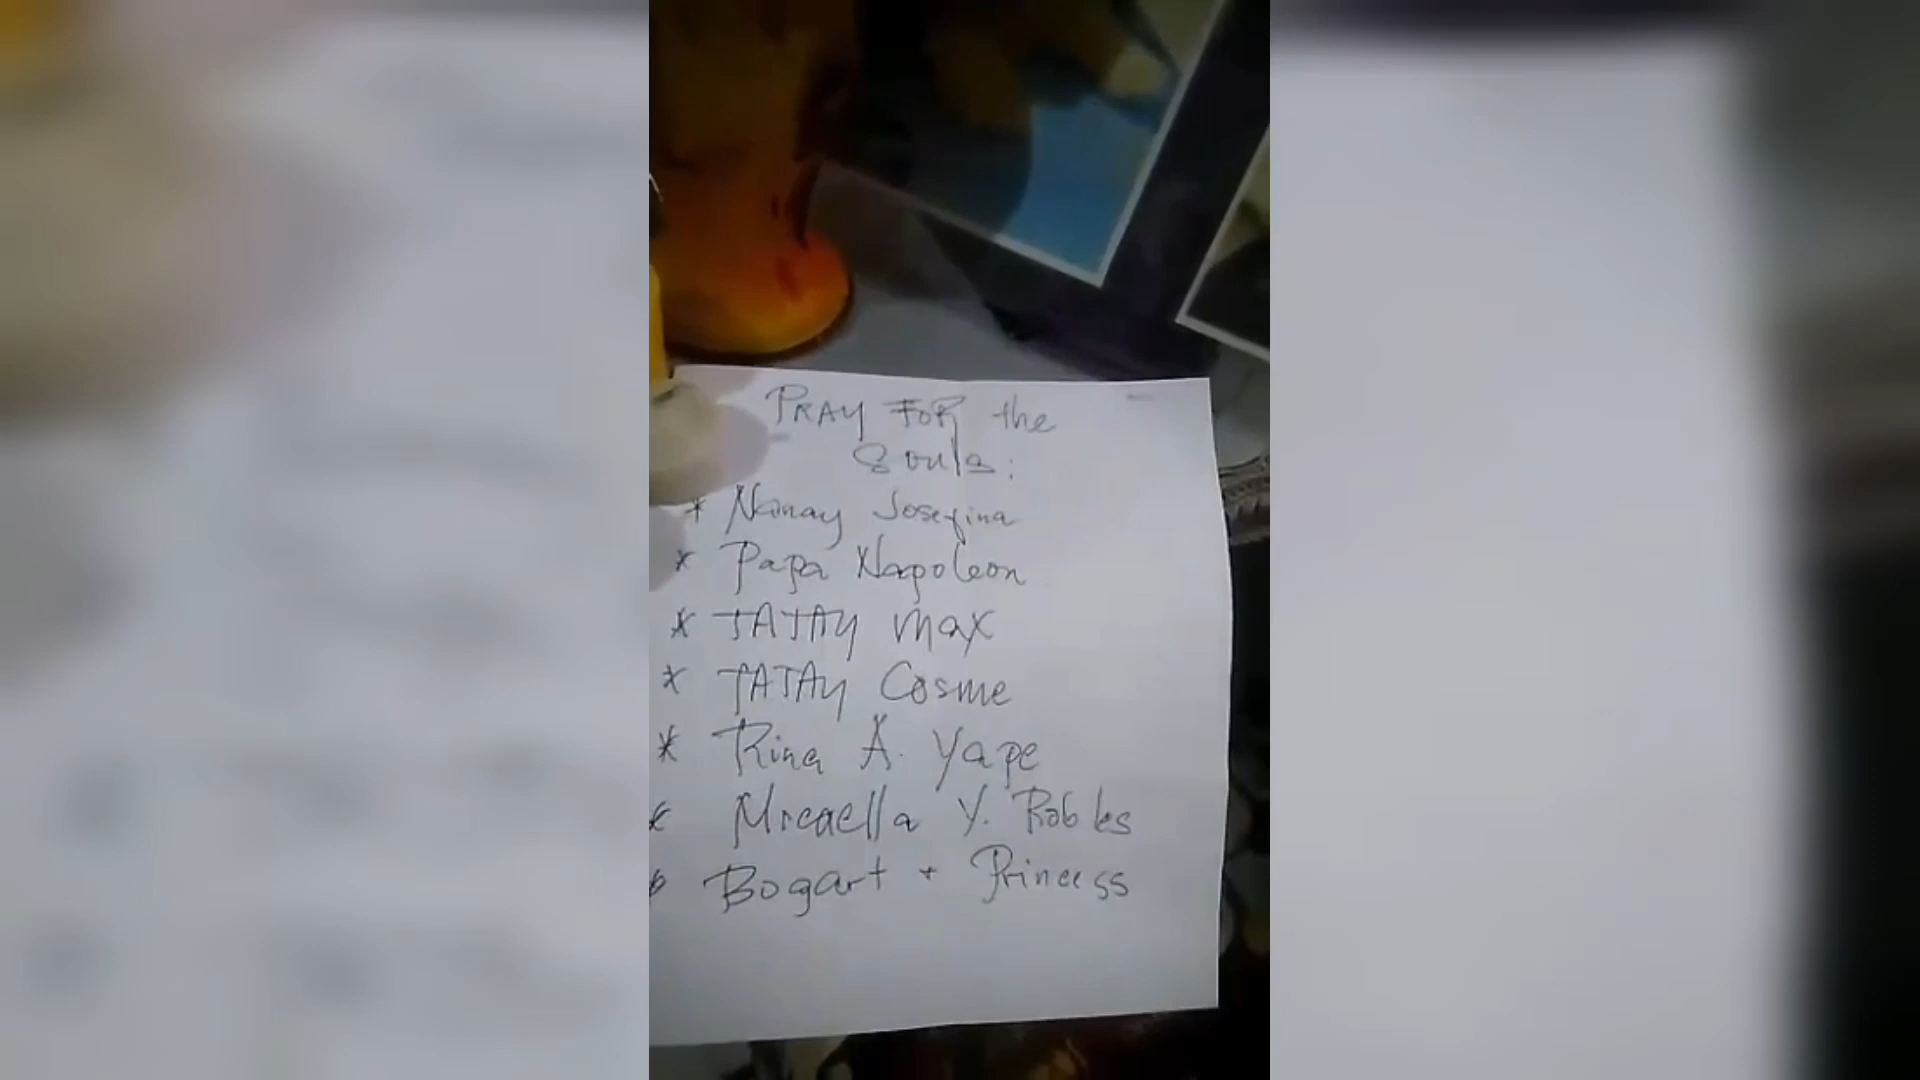 PRAY FOR the
Souls:
* Nanay Josefina
* Papa Napoleon
* TATAY Max
* TATAY Cosme
* Rina A. Yape
* Micaella Y. Robles
* Bogart + Princess